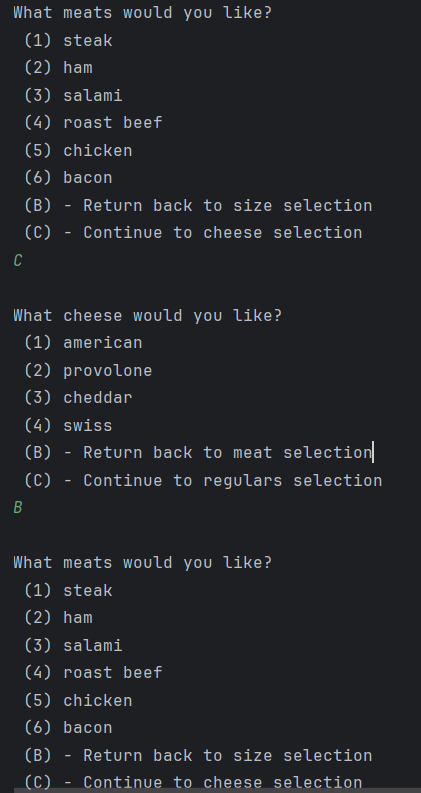 What meats would you like?
(1) steak
(2) ham
(3) salami
(4) roast beef
(5) chicken
(6) bacon
(B) - Return back to size selection
(C) - Continue to cheese selection
C
What cheese would you like?
(1) american
(2) provolone
(3) cheddar
(4) swiss
(B) - Return back to meat selection
(C) - Continue to regulars selection
B
What meats would you like?
(1) steak
(2) ham
(3) salami
(4) roast beef
(5) chicken
(6) bacon
(B) - Return back to size selection
(C) - Continue to cheese selection